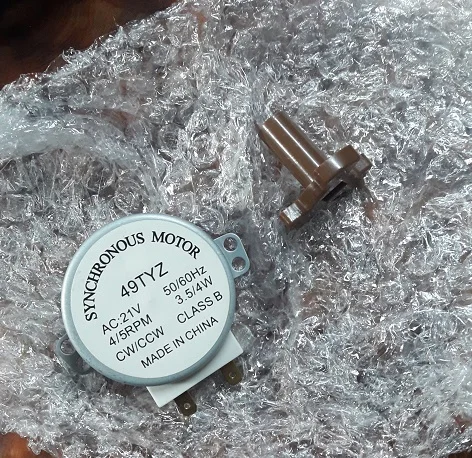 SYNCHRONOUS MOTOR
49TYZ
AC:21V 50/60Hz
4/5RPM 3.5/4W
CW/CCW CLASS B
MADE IN CHINA